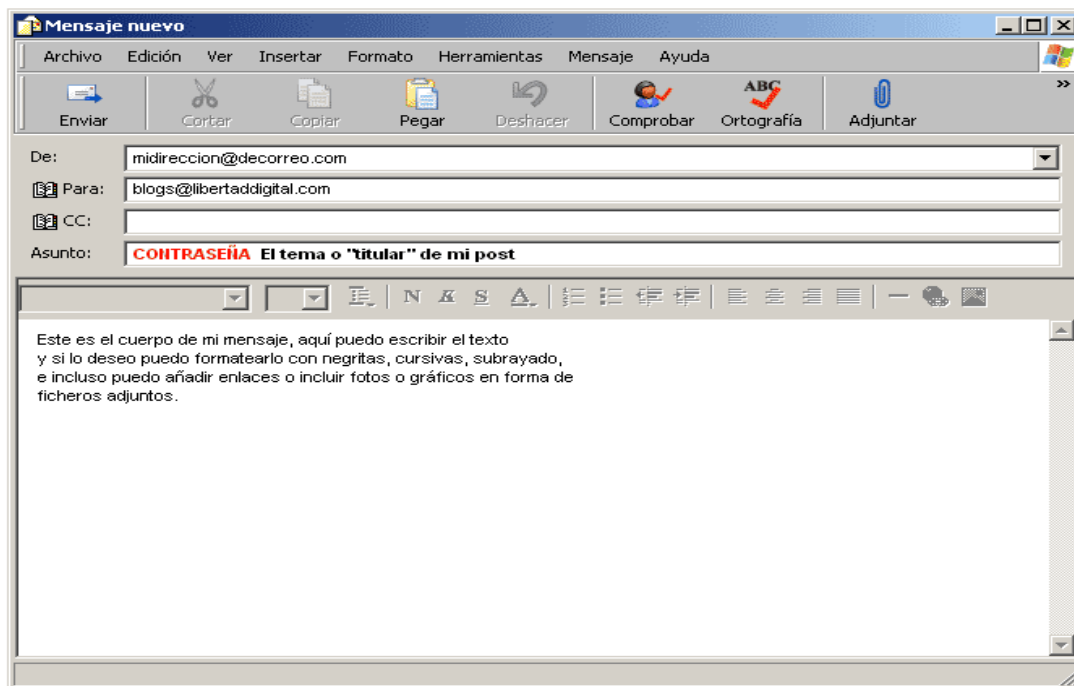 Mensaje nuevo
Archivo Edición Ver Insertar Formato Herramientas Mensaje Ayuda
ABC
Enviar Cortar Copiar Pegar Deshacer Comprobar Ortografía Adjuntar
De: midireccion@decorreo.com
Para: blogs@libertaddigital.com
CC:
Asunto: CONTRASEÑA El tema o "titular" de mi post
N K S A
Este es el cuerpo de mi mensaje, aquí puedo escribir el texto
y si lo deseo puedo formatearlo con negritas, cursivas, subrayado,
e incluso puedo añadir enlaces o incluir fotos o gráficos en forma de
ficheros adjuntos.